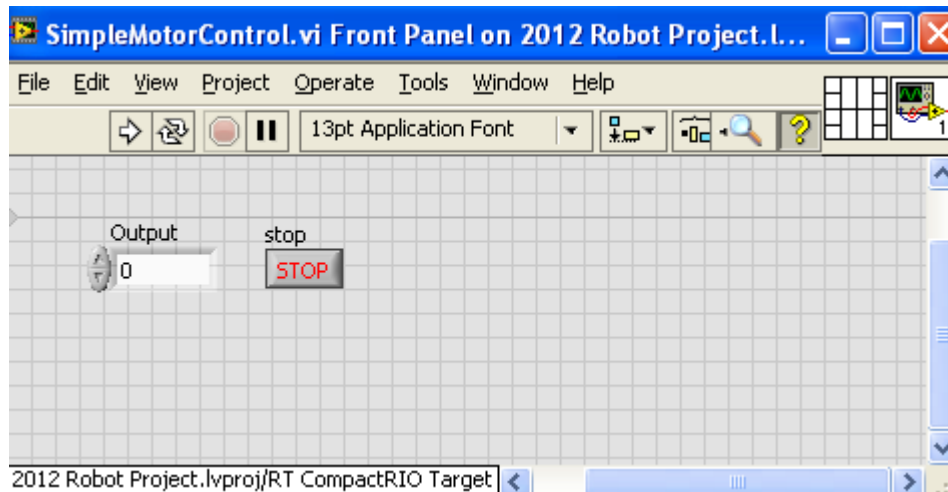 SimpleMotorControl.vi Front Panel on 2012 Robot Project.l...
File Edit View Project Operate Tools Window Help
13pt Application Font
1
Output stop
0 STOP
2012 Robot Project.lvproj/RT CompactRIO Target